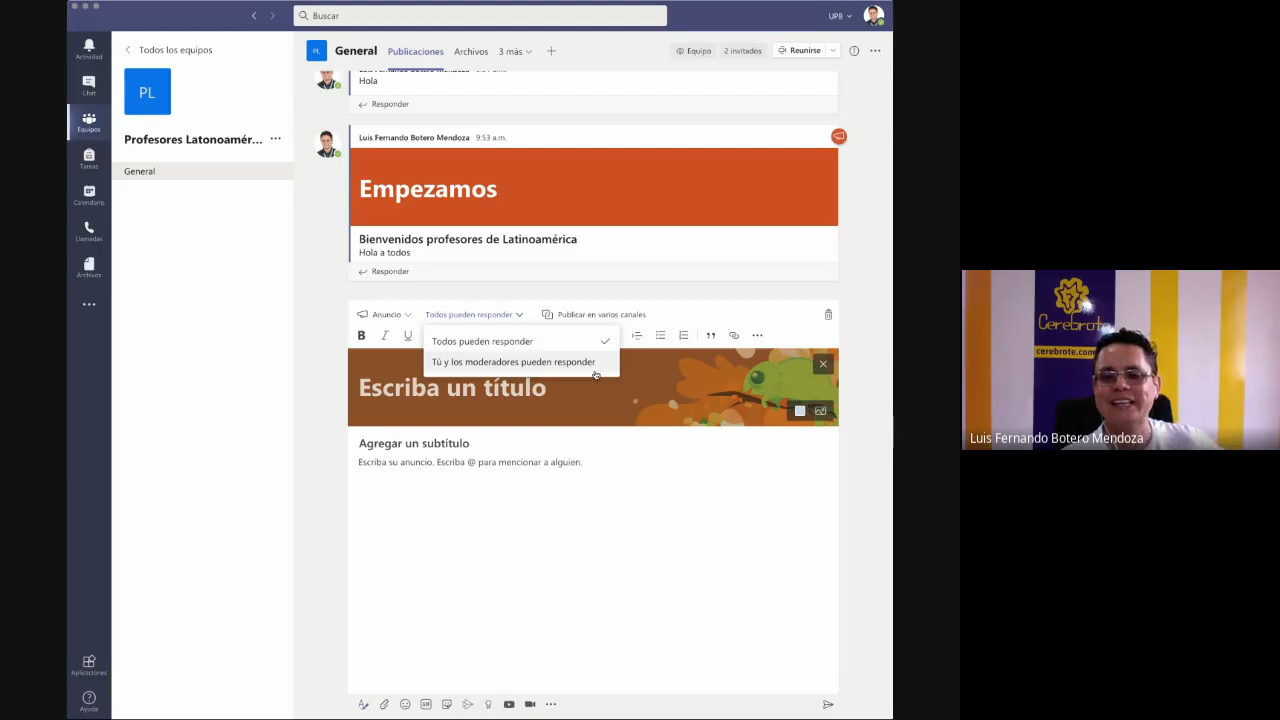 Buscar
UPB
Actividad
Chat
Equipos
Tareas
Calendario
Llamadas
Archivos
Aplicaciones
Ayuda
Todos los equipos
PL
Profesores Latonoamér...
General
PL
General
Publicaciones
Archivos
3 más
Equipo
2 invitados
Reunirse
Hola
Responder
Luis Fernando Botero Mendoza 9:53 a.m.
Empezamos
Bienvenidos profesores de Latinoamérica
Hola a todos
Responder
Anuncio
Todos pueden responder
Publicar en varios canales
B I U
Todos pueden responder
Tú y los moderadores pueden responder
Escriba un título
Agregar un subtítulo
Escriba su anuncio. Escriba @ para mencionar a alguien.
GIF
Cerebrote
cerebrote.com
Luis Fernando Botero Mendoza